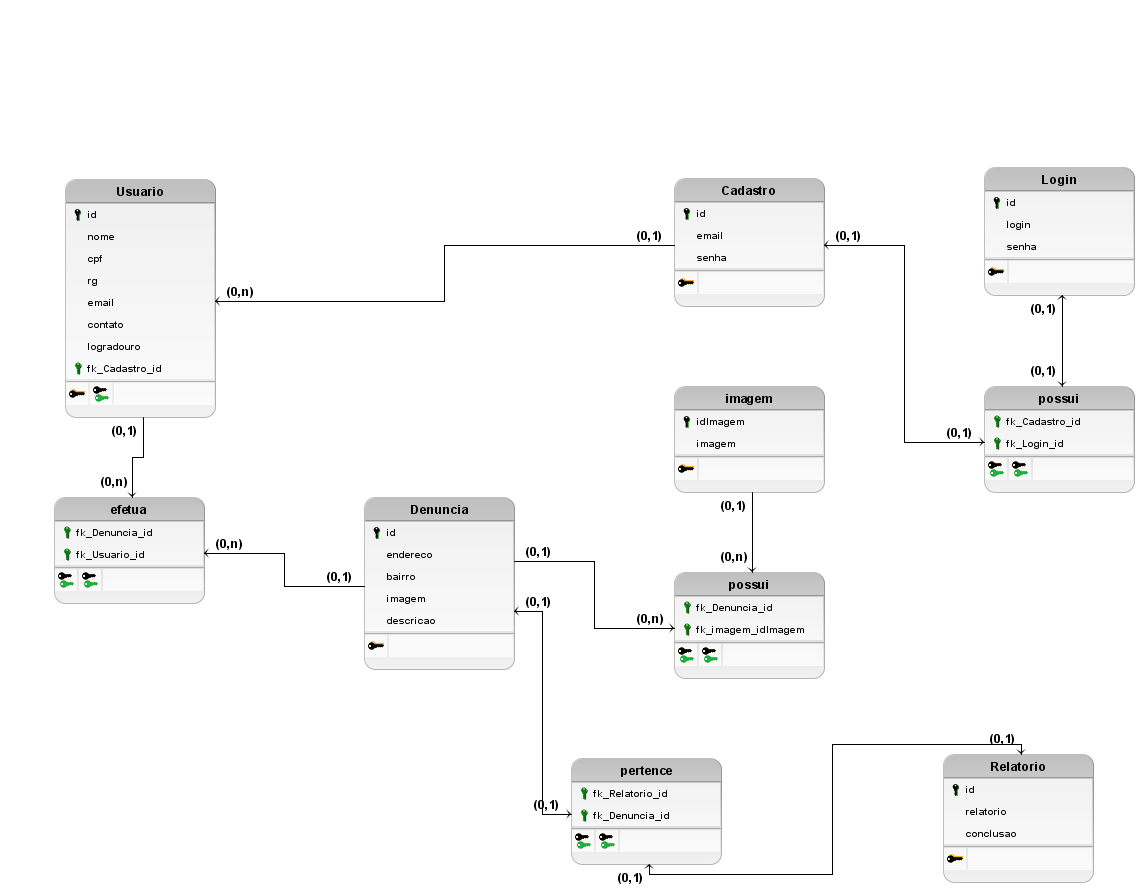 Usuario
id
nome
cpf
rg
email
contato
logradouro
fk_Cadastro_id
(0,n)
(0,1)
Cadastro
id
email
senha
(0,1)
Login
id
login
senha
(0,1)
(0,1)
possui
fk_Cadastro_id
fk_Login_id
(0,1)
imagem
idImagem
imagem
(0,1)
(0,n)
possui
fk_Denuncia_id
fk_imagem_idImagem
(0,n)
(0,1)
(0,n)
efetua
fk_Denuncia_id
fk_Usuario_id
(0,n)
(0,1)
Denuncia
id
endereco
bairro
imagem
descricao
(0,1)
(0,1)
pertence
fk_Relatorio_id
fk_Denuncia_id
(0,1)
(0,1)
(0,1)
Relatorio
id
relatorio
conclusao